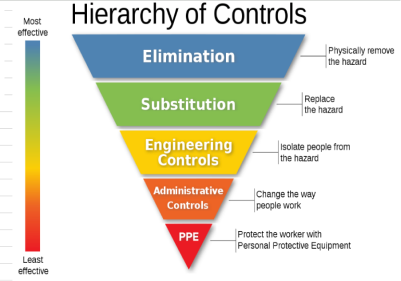 Hierarchy of Controls
Most
effective
Elimination
Physically remove
the hazard
Substitution
Replace
the hazard
Engineering
Controls
Isolate people from
the hazard
Administrative
Controls
Change the way
people work
PPE
Protect the worker with
Personal Protective Equipment
Least
effective